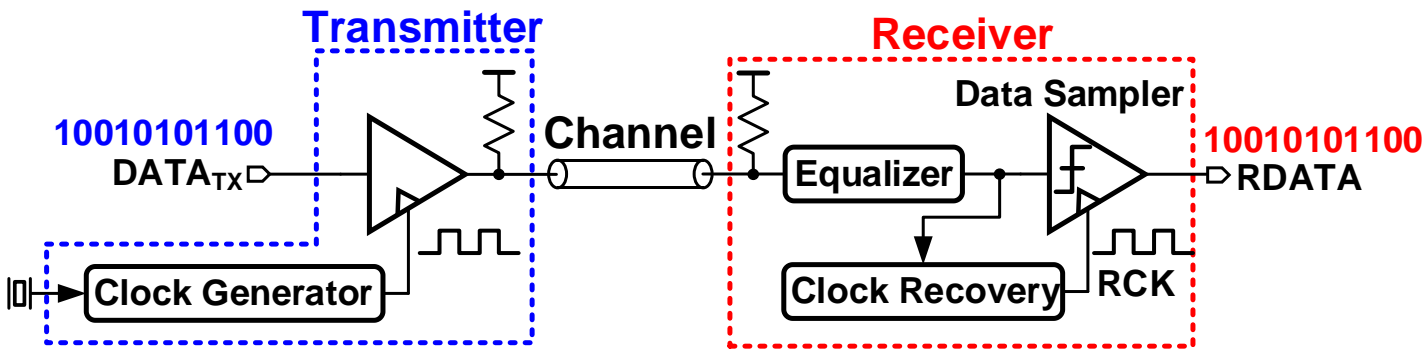 Transmitter
Receiver
Data Sampler
10010101100
Channel
10010101100
DATATX
Equalizer
RDATA
Clock Generator
Clock Recovery
RCK